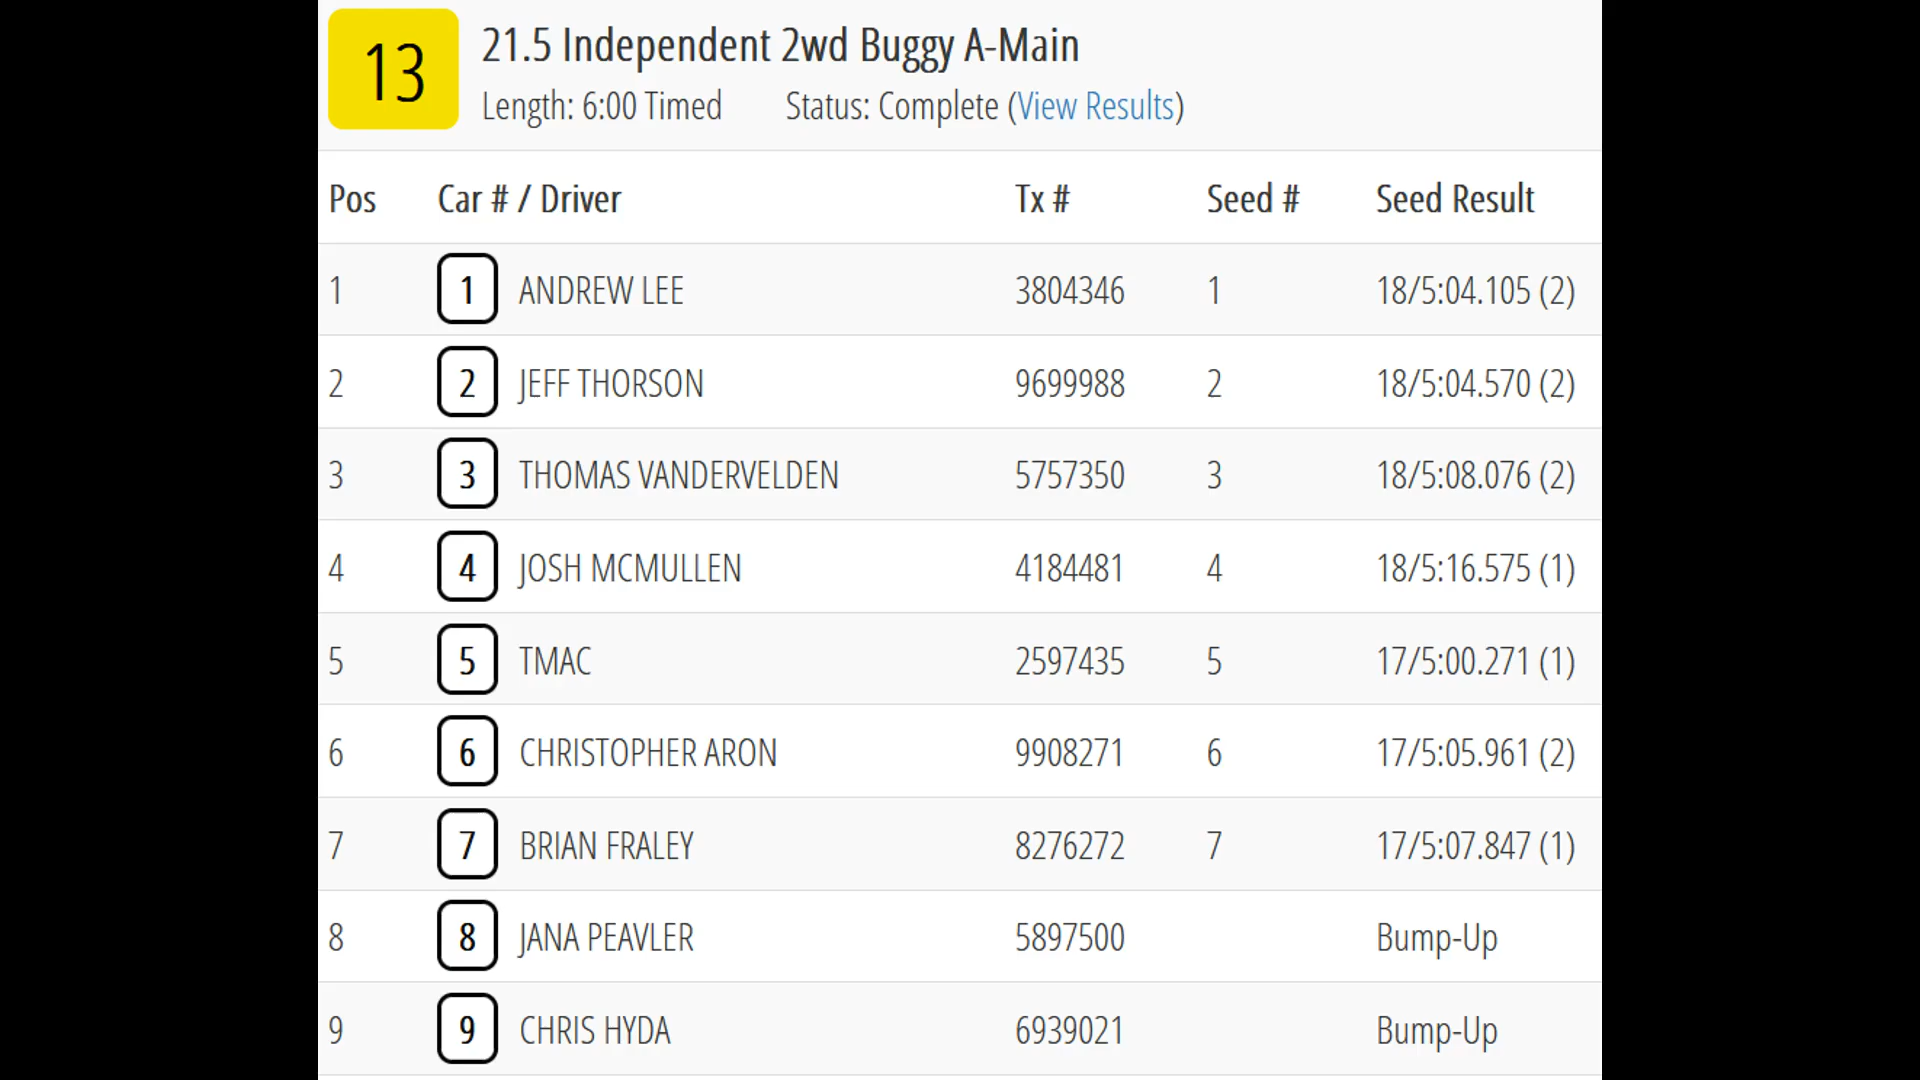 13
21.5 Independent 2wd Buggy A-Main
Length: 6:00 Timed Status: Complete (View Results)
Pos Car # / Driver Tx # Seed # Seed Result
1 1 ANDREW LEE 3804346 1 18/5:04.105 (2)
2 2 JEFF THORSON 9699988 2 18/5:04.570 (2)
3 3 THOMAS VANDERVELDEN 5757350 3 18/5:08.076 (2)
4 4 JOSH MCMULLEN 4184481 4 18/5:16.575 (1)
5 5 TMAC 2597435 5 17/5:00.271 (1)
6 6 CHRISTOPHER ARON 9908271 6 17/5:05.961 (2)
7 7 BRIAN FRALEY 8276272 7 17/5:07.847 (1)
8 8 JANA PEAVLER 5897500 Bump-Up
9 9 CHRIS HYDA 6939021 Bump-Up